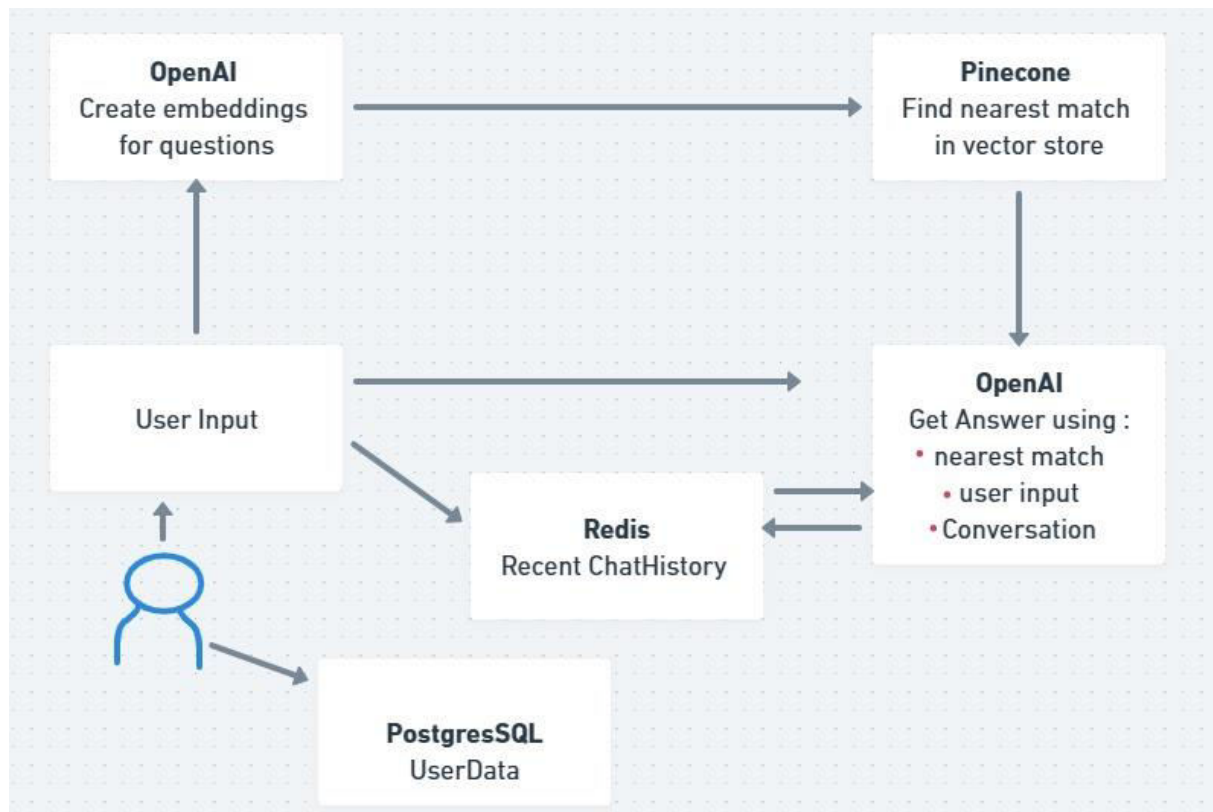 OpenAI
Create embeddings
for questions
Pinecone
Find nearest match
in vector store
User Input
OpenAI
Get Answer using :
• nearest match
• user input
• Conversation
Redis
Recent ChatHistory
PostgresSQL
UserData